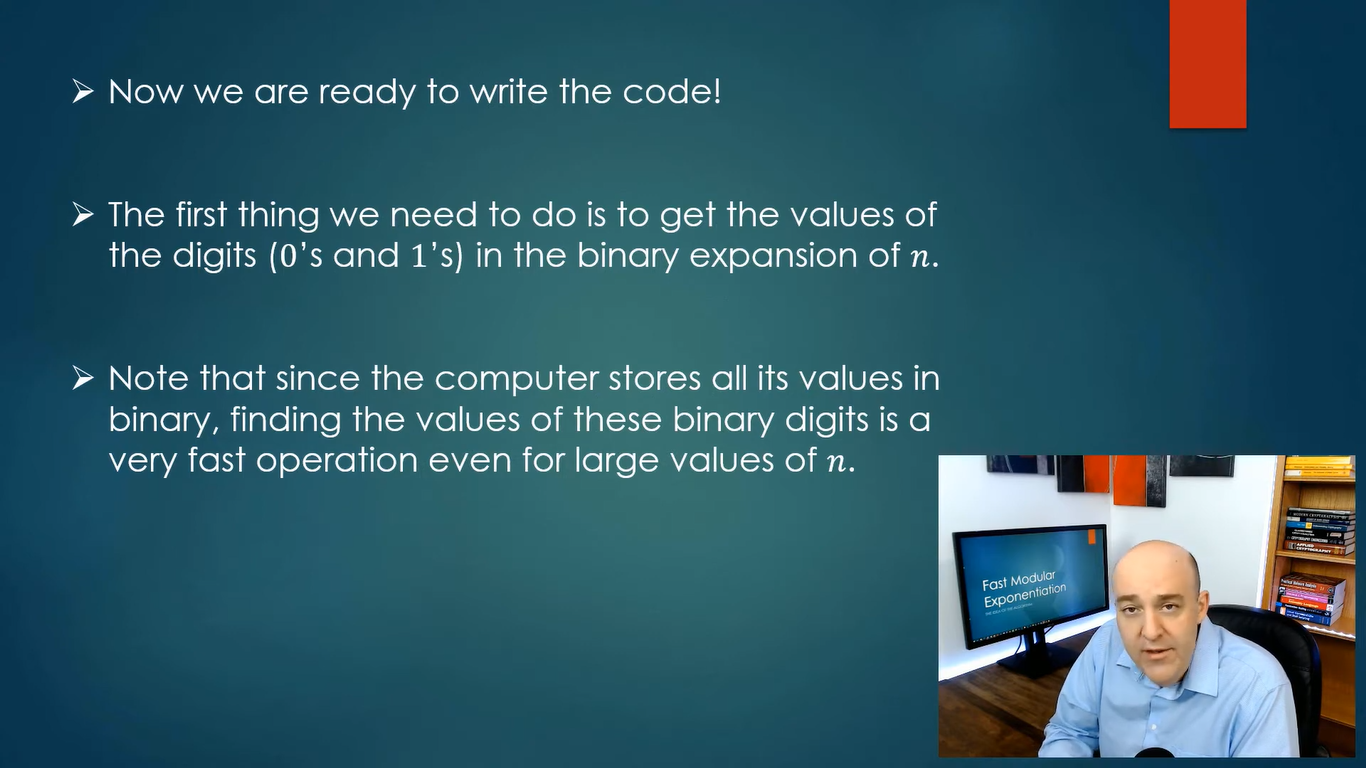 ➢ Now we are ready to write the code!
➢ The first thing we need to do is to get the values of
the digits (0's and 1's) in the binary expansion of n.
➢ Note that since the computer stores all its values in
binary, finding the values of these binary digits is a
very fast operation even for large values of n.
Fast Modular
Exponentiation
APPLIED
CRYPTOGRAPHY